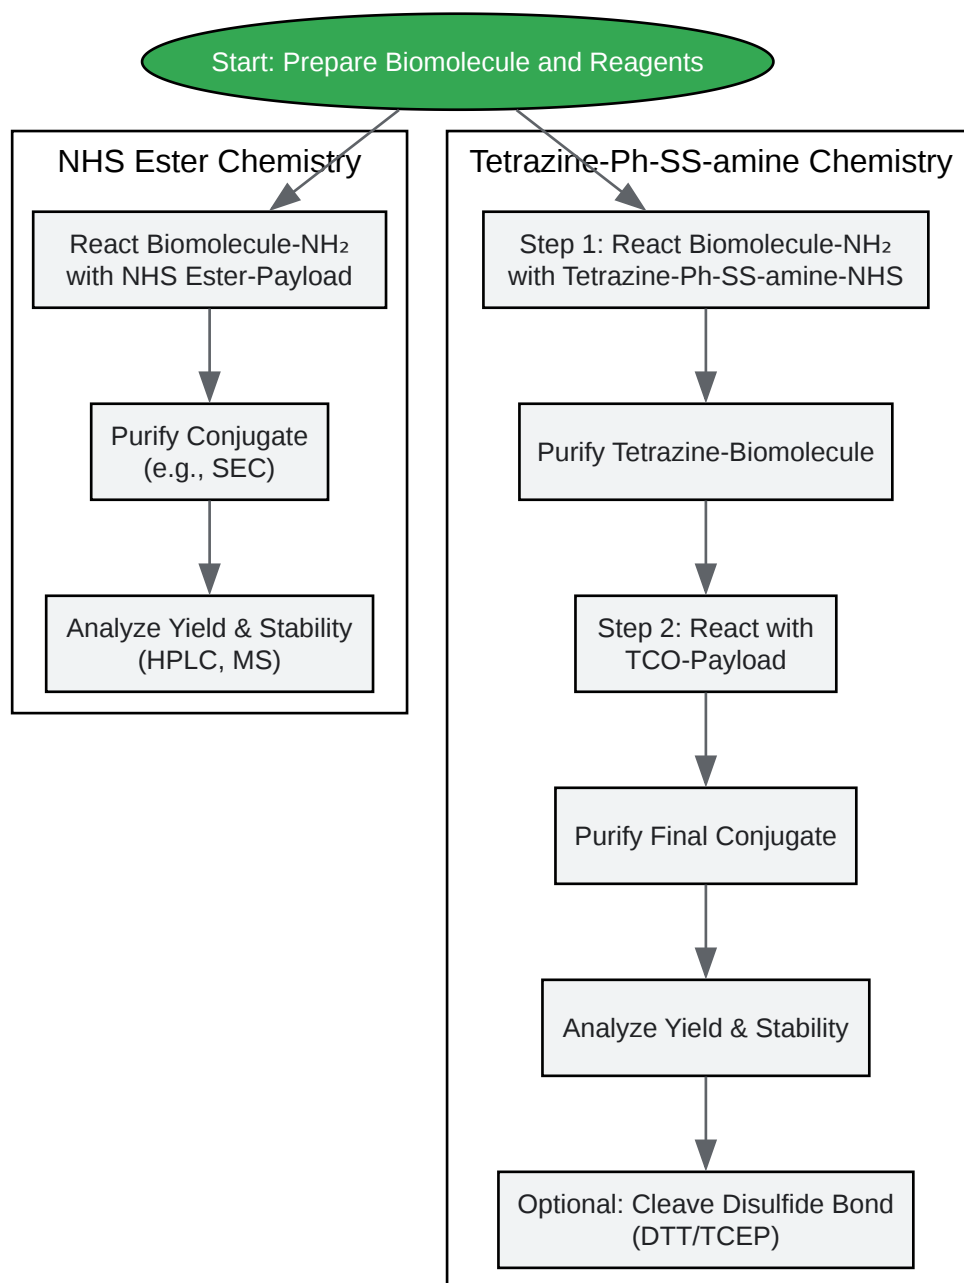 Start: Prepare Biomolecule and Reagents
NHS Ester Chemistry
React Biomolecule-NH₂
with NHS Ester-Payload
Purify Conjugate
(e.g., SEC)
Analyze Yield & Stability
(HPLC, MS)
Tetrazine-Ph-SS-amine Chemistry
Step 1: React Biomolecule-NH₂
with Tetrazine-Ph-SS-amine-NHS
Purify Tetrazine-Biomolecule
Step 2: React with
TCO-Payload
Purify Final Conjugate
Analyze Yield & Stability
Optional: Cleave Disulfide Bond
(DTT/TCEP)